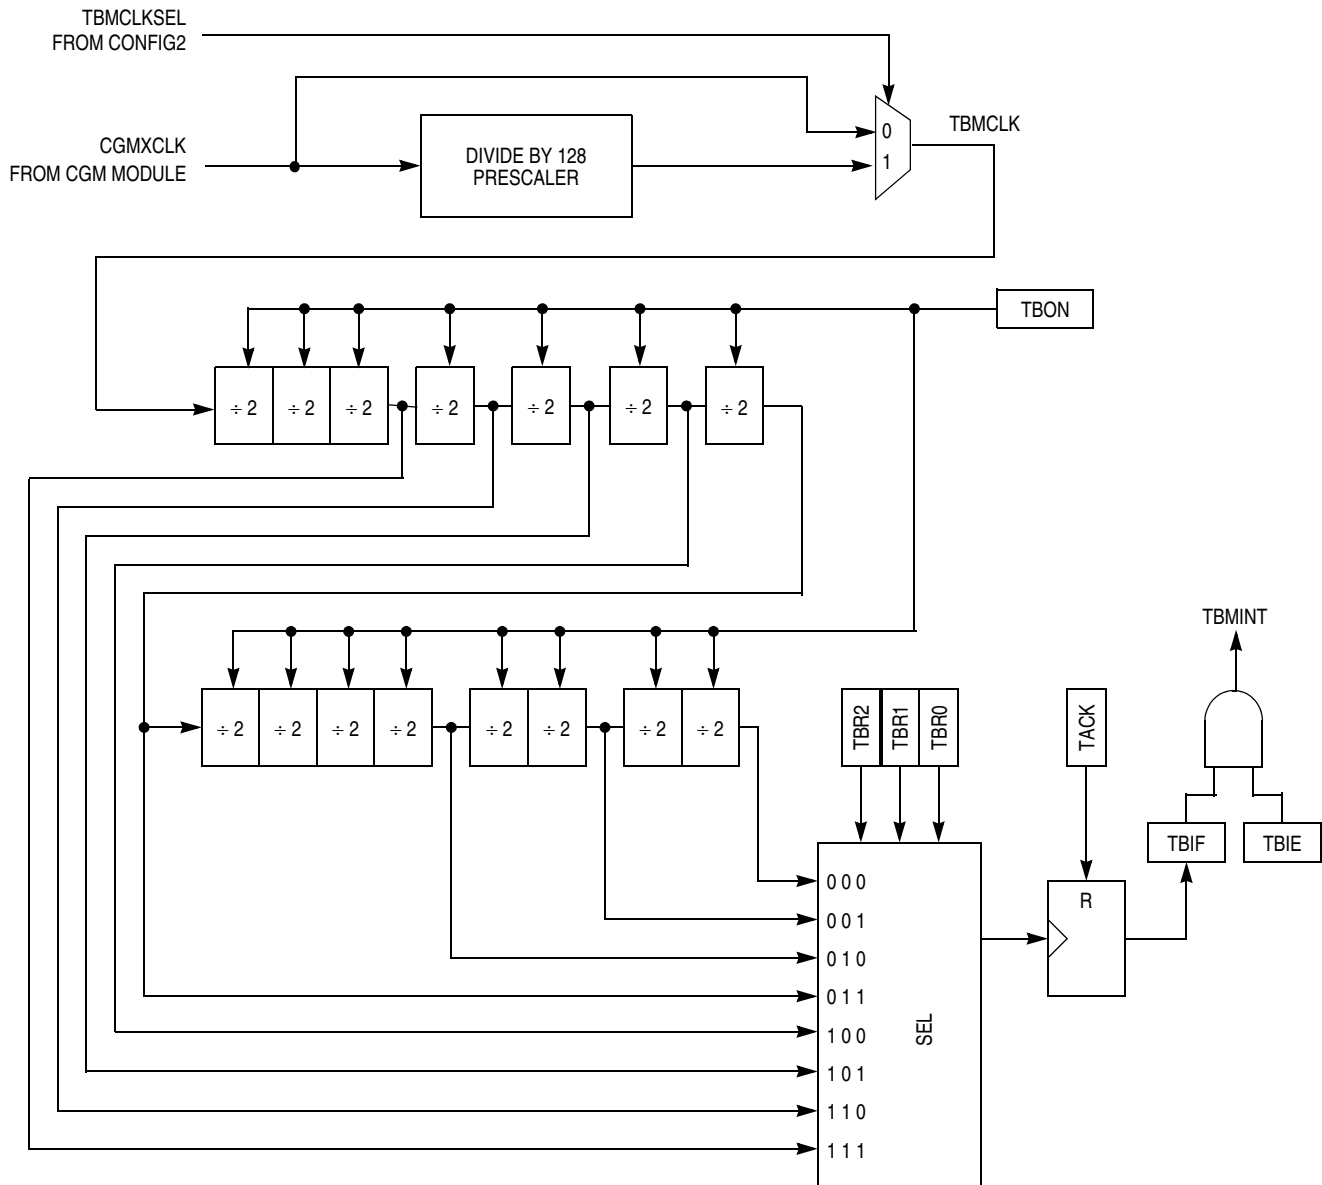 TBMCLKSEL
FROM CONFIG2
CGMXCLK
FROM CGM MODULE
DIVIDE BY 128
PRESCALER
0
1
TBMCLK
TBON
÷ 2 ÷ 2 ÷ 2 ÷ 2 ÷ 2 ÷ 2 ÷ 2
÷ 2 ÷ 2 ÷ 2 ÷ 2 ÷ 2 ÷ 2 ÷ 2 ÷ 2
TBR2
TBR1
TBR0
TACK
TBMINT
TBIF
TBIE
R
0 0 0
0 0 1
0 1 0
0 1 1
1 0 0
1 0 1
1 1 0
1 1 1
SEL